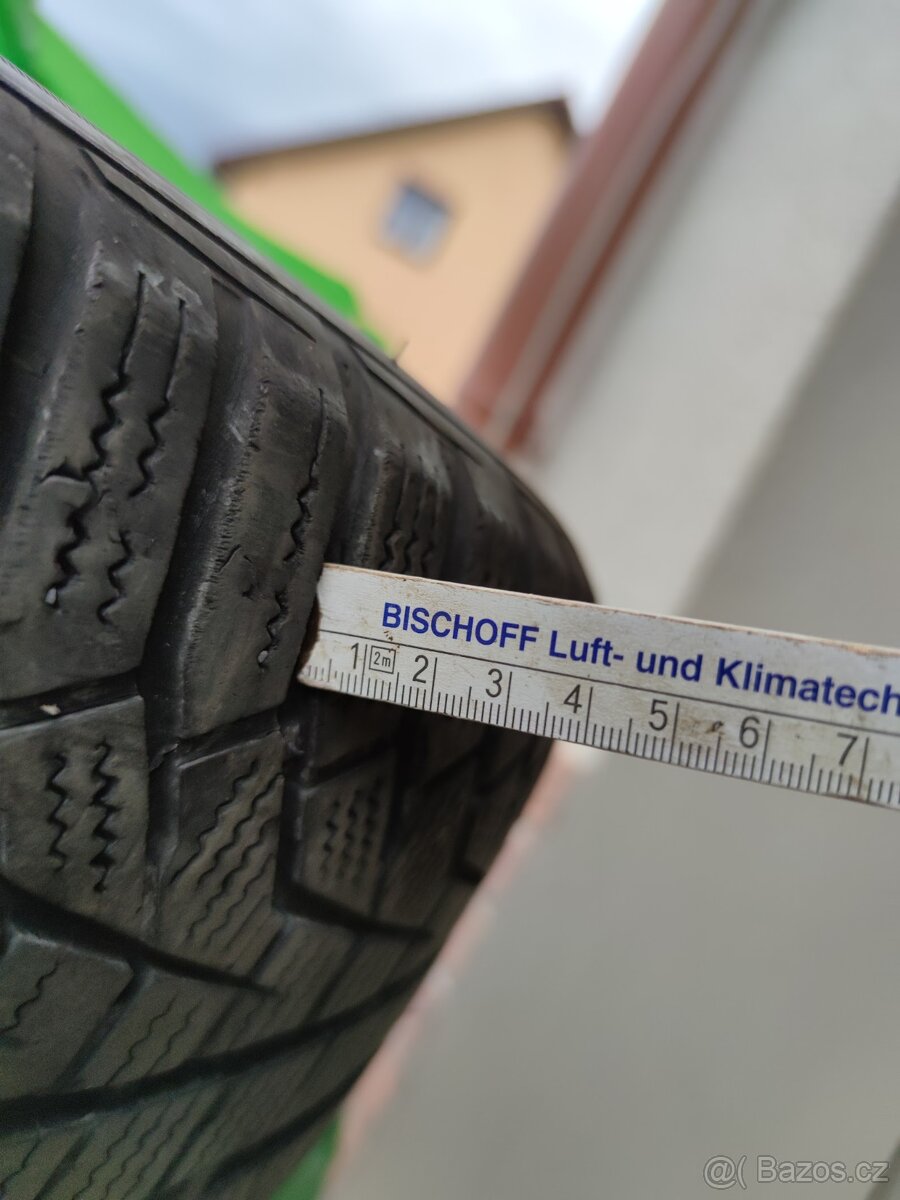 BISCHOFF Luft- und Klimatech
1 2m 2 3 4 5 6 7
@( Bazos.cz